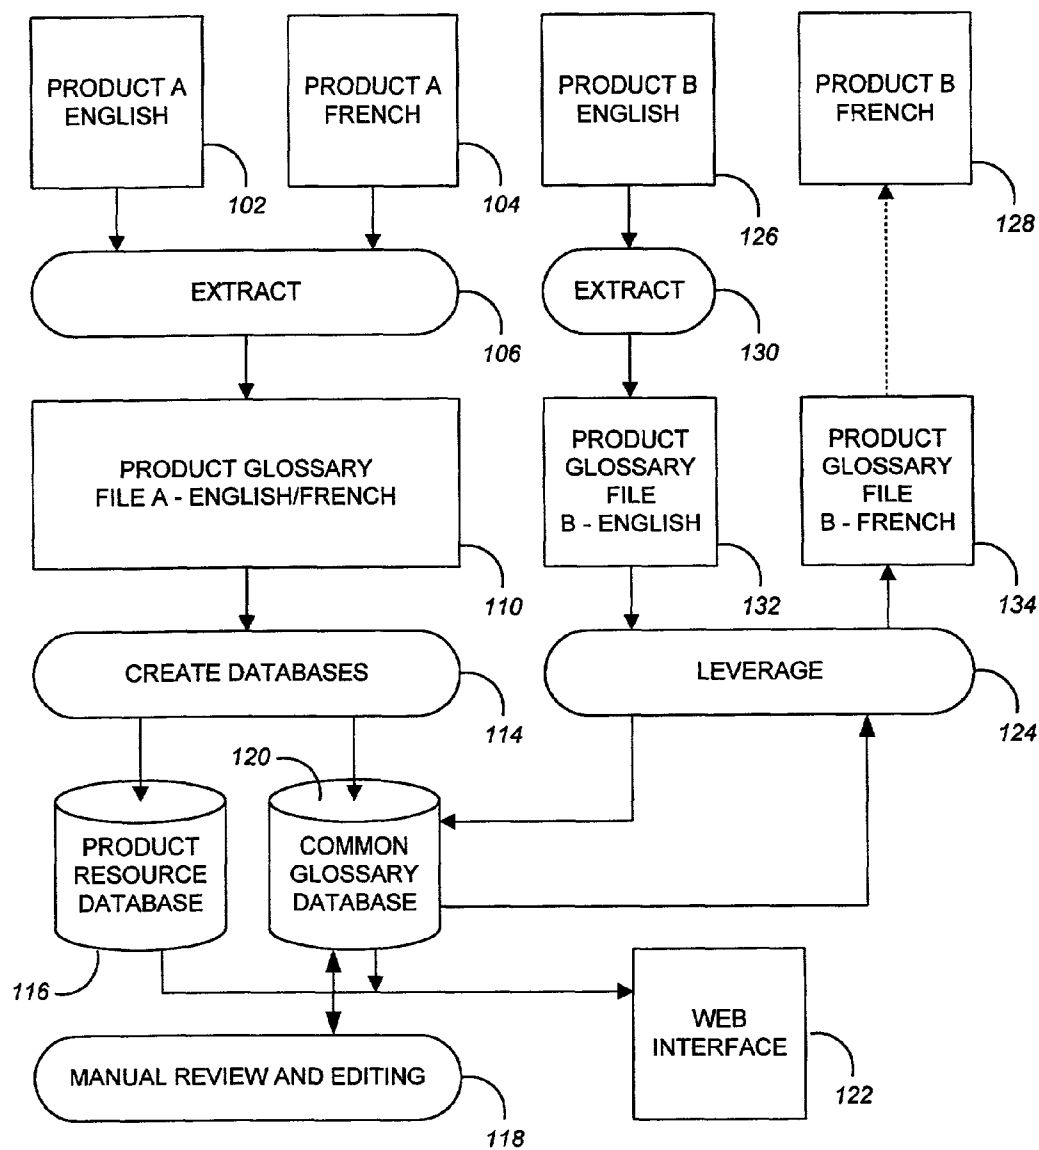 PRODUCT A
ENGLISH
102
PRODUCT A
FRENCH
104
PRODUCT B
ENGLISH
126
PRODUCT B
FRENCH
128
EXTRACT
106
EXTRACT
130
PRODUCT GLOSSARY
FILE A - ENGLISH/FRENCH
110
PRODUCT
GLOSSARY
FILE
B - ENGLISH
132
PRODUCT
GLOSSARY
FILE
B - FRENCH
134
CREATE DATABASES
114
LEVERAGE
124
120
PRODUCT
RESOURCE
DATABASE
116
COMMON
GLOSSARY
DATABASE
WEB
INTERFACE
122
MANUAL REVIEW AND EDITING
118